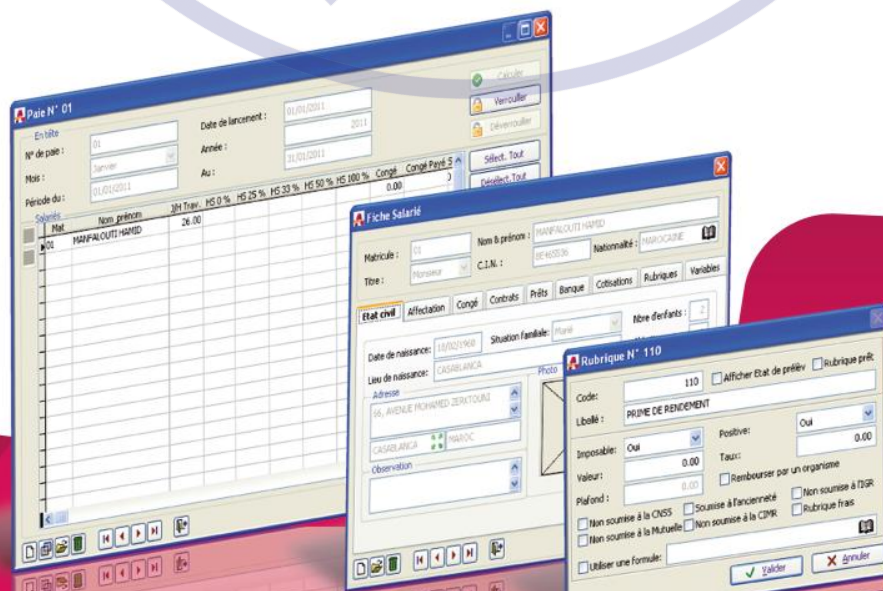 Paie N° 01
En tête
N° de paie : 01
Date de lancement : 01/01/2011
Mois : Janvier
Année : 2011
Période du : 01/01/2011
Au : 31/01/2011
Calculer
Verrouiller
Déverrouiller
Sélect. Tout
Désélect. Tout
Salariés
Mat Nom_prénom J/H Trav. HS 0 % HS 25 % HS 33 % HS 50 % HS 100 % Congé Congé Payé S
01 MANFALOUTI HAMID 26.00 0.00
Fiche Salarié
Matricule : 01
Nom & prénom : MANFALOUTI HAMID
Titre : Monsieur
C.I.N. : BE465536
Nationnalité : MAROCAINE
Etat civil Affectation Congé Contrats Prêts Banque Cotisations Rubriques Variables
Date de naissance: 10/02/1960
Situation familiale: Marié
Nbre d'enfants : 2
Lieu de naissance: CASABLANCA
Adresse
56, AVENUE MOHAMED ZERKTOUNI
CASABLANCA MAROC
Photo
Observation
Rubrique N° 110
Code: 110
Afficher Etat de prélèv
Rubrique prêt
Libellé : PRIME DE RENDEMENT
Imposable: Oui
Positive: Oui
Valeur: 0.00
Taux: 0.00
Plafond : 0.00
Rembourser par un organisme
Non soumise à la CNSS
Soumise à l'ancienneté
Non soumise à l'IGR
Non soumise à la Mutuelle
Non soumise à la CIMR
Rubrique frais
Utiliser une formule:
Valider
Annuler